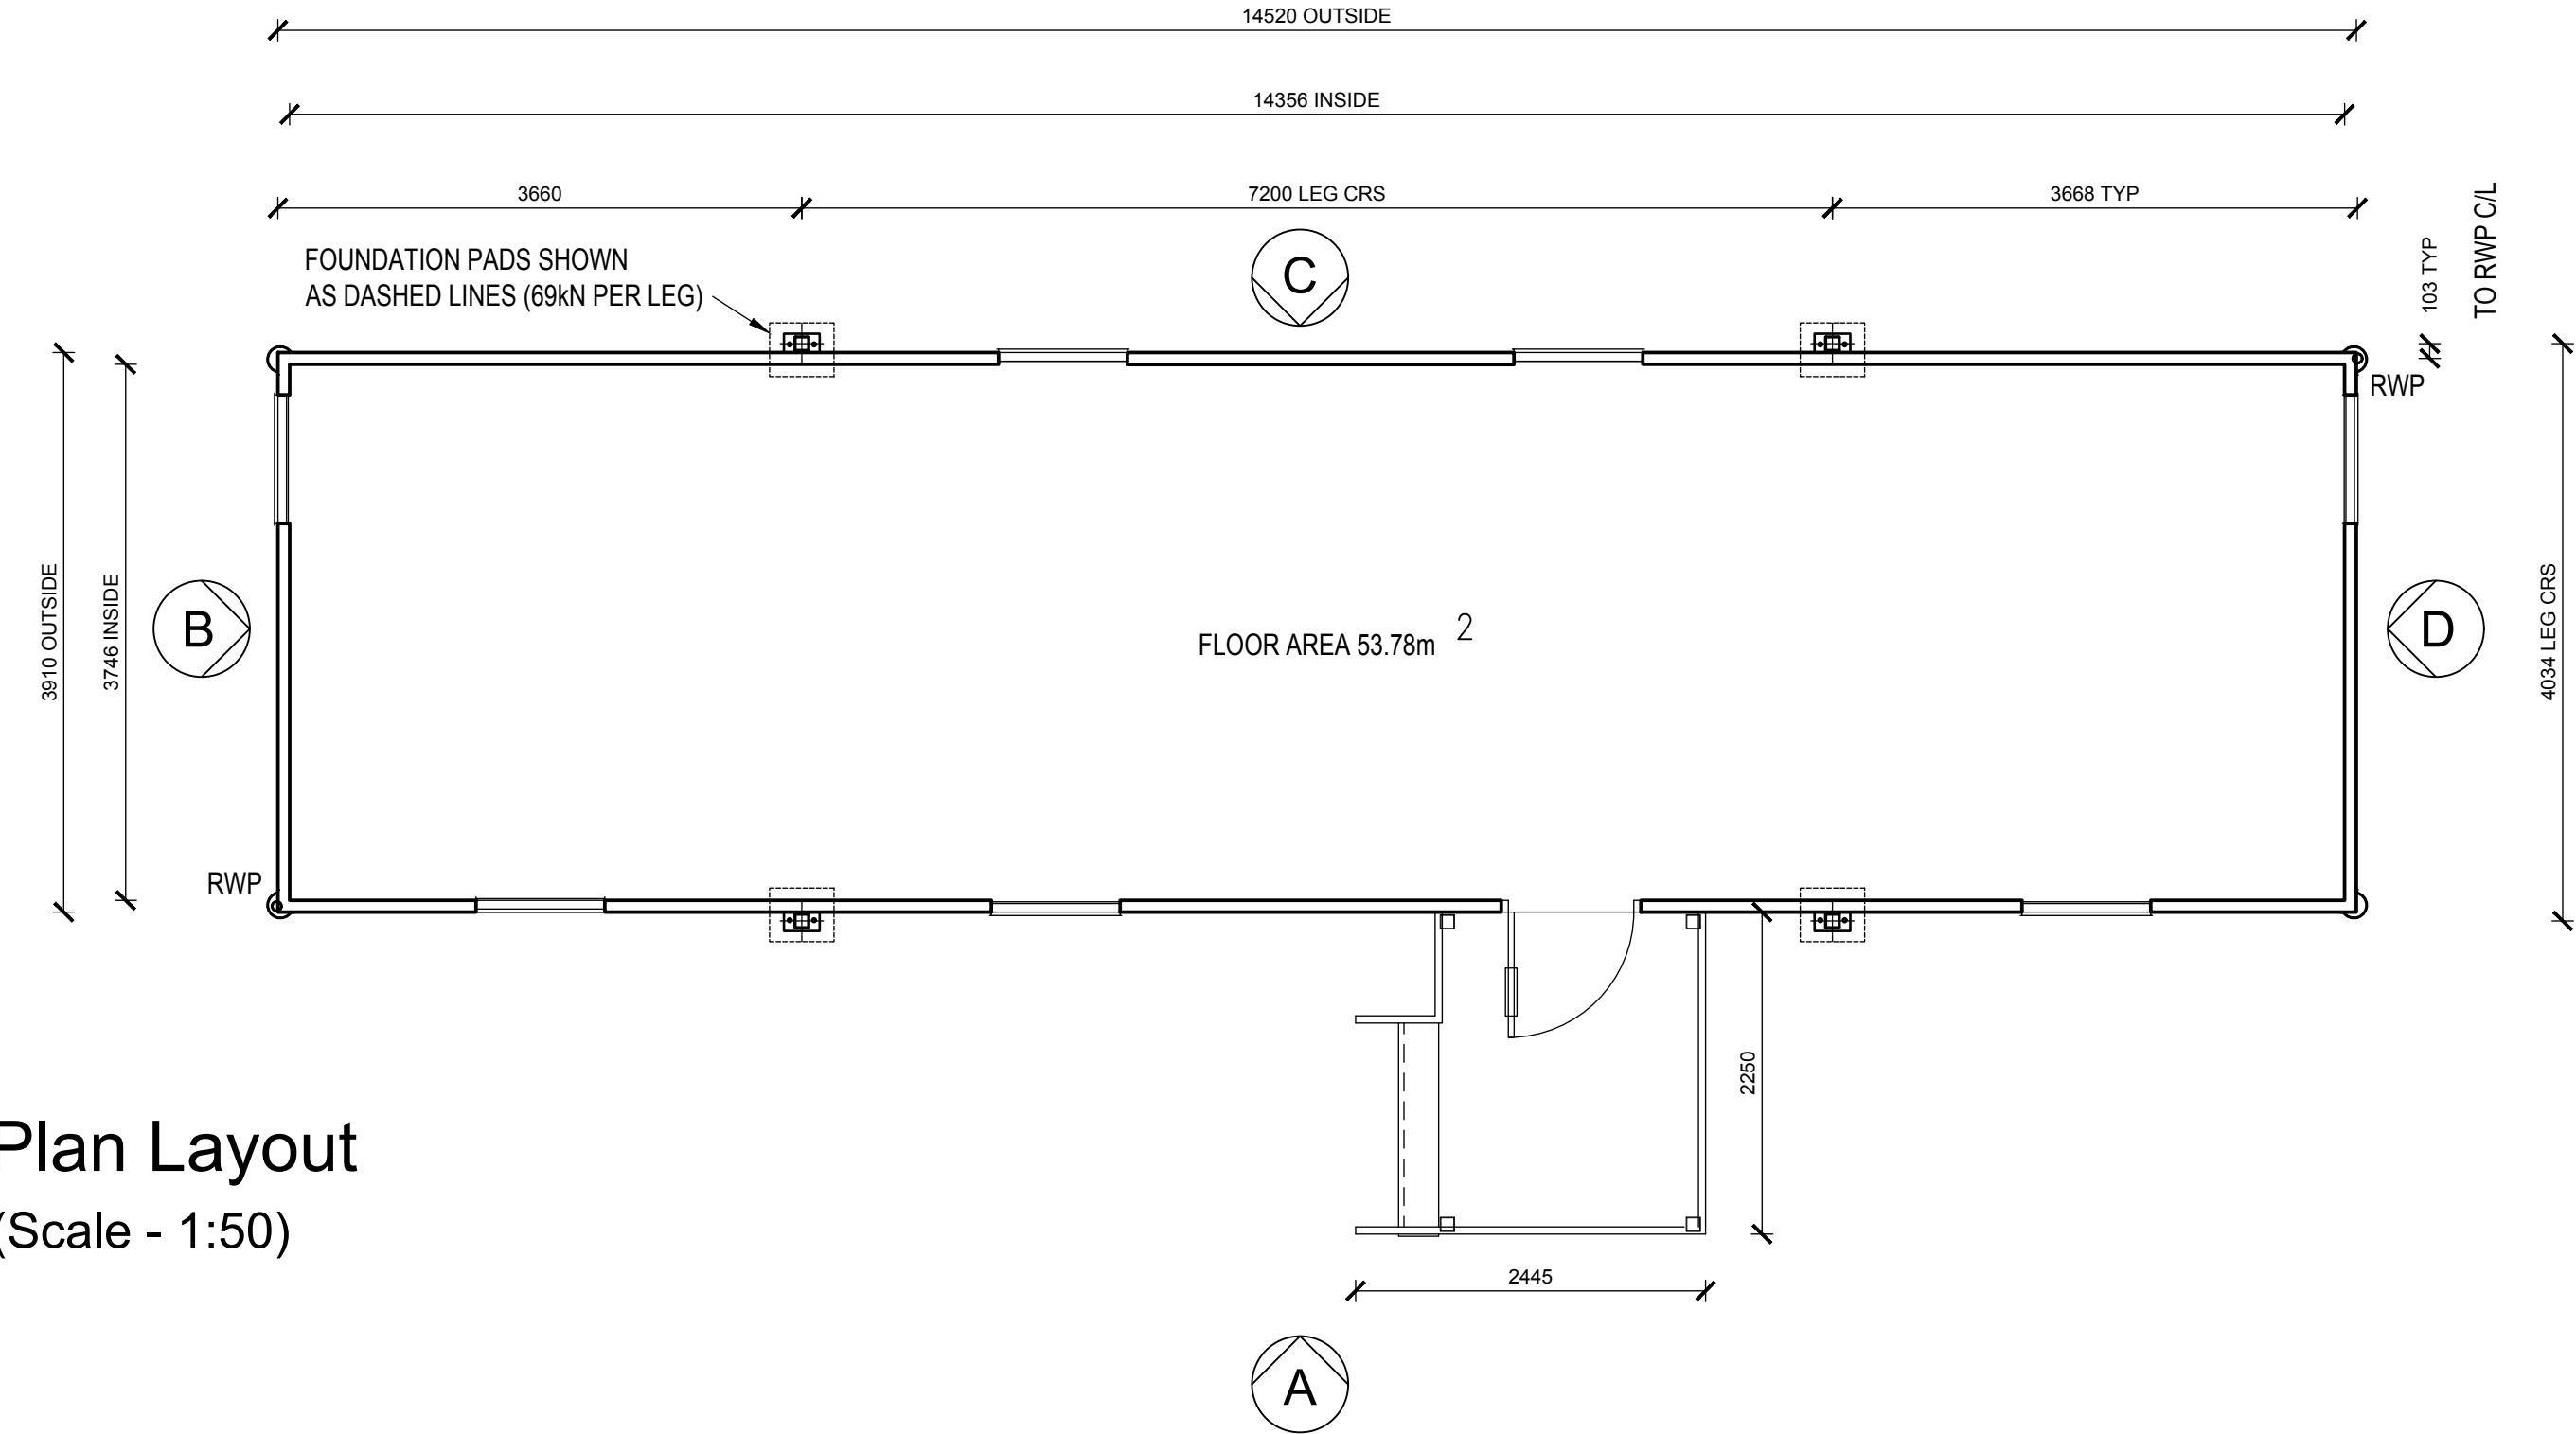 14520 OUTSIDE
14356 INSIDE
3660
7200 LEG CRS
3668 TYP
103 TYP
TO RWP C/L
FOUNDATION PADS SHOWN
AS DASHED LINES (69kN PER LEG)
C
RWP
3910 OUTSIDE
3746 INSIDE
B
FLOOR AREA 53.78m 2
D
4034 LEG CRS
RWP
2250
Plan Layout
(Scale - 1:50)
2445
A